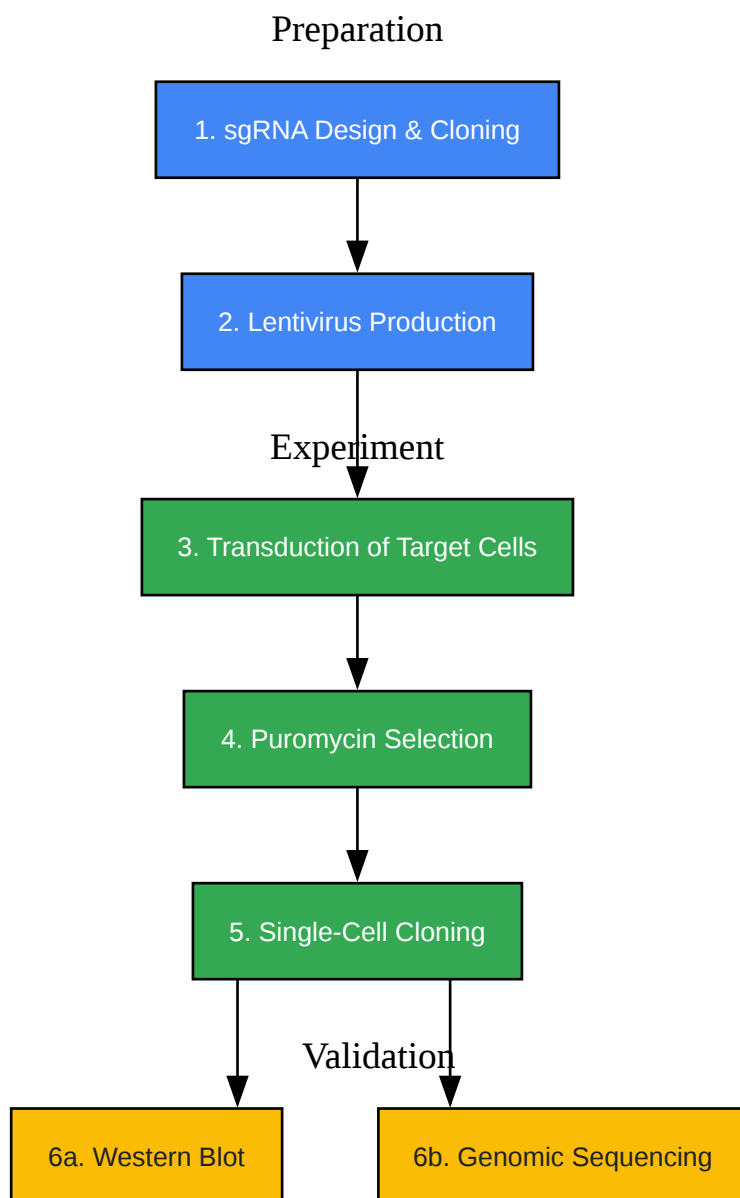 Preparation
1. sgRNA Design & Cloning
2. Lentivirus Production
Experiment
3. Transduction of Target Cells
4. Puromycin Selection
5. Single-Cell Cloning
Validation
6a. Western Blot
6b. Genomic Sequencing